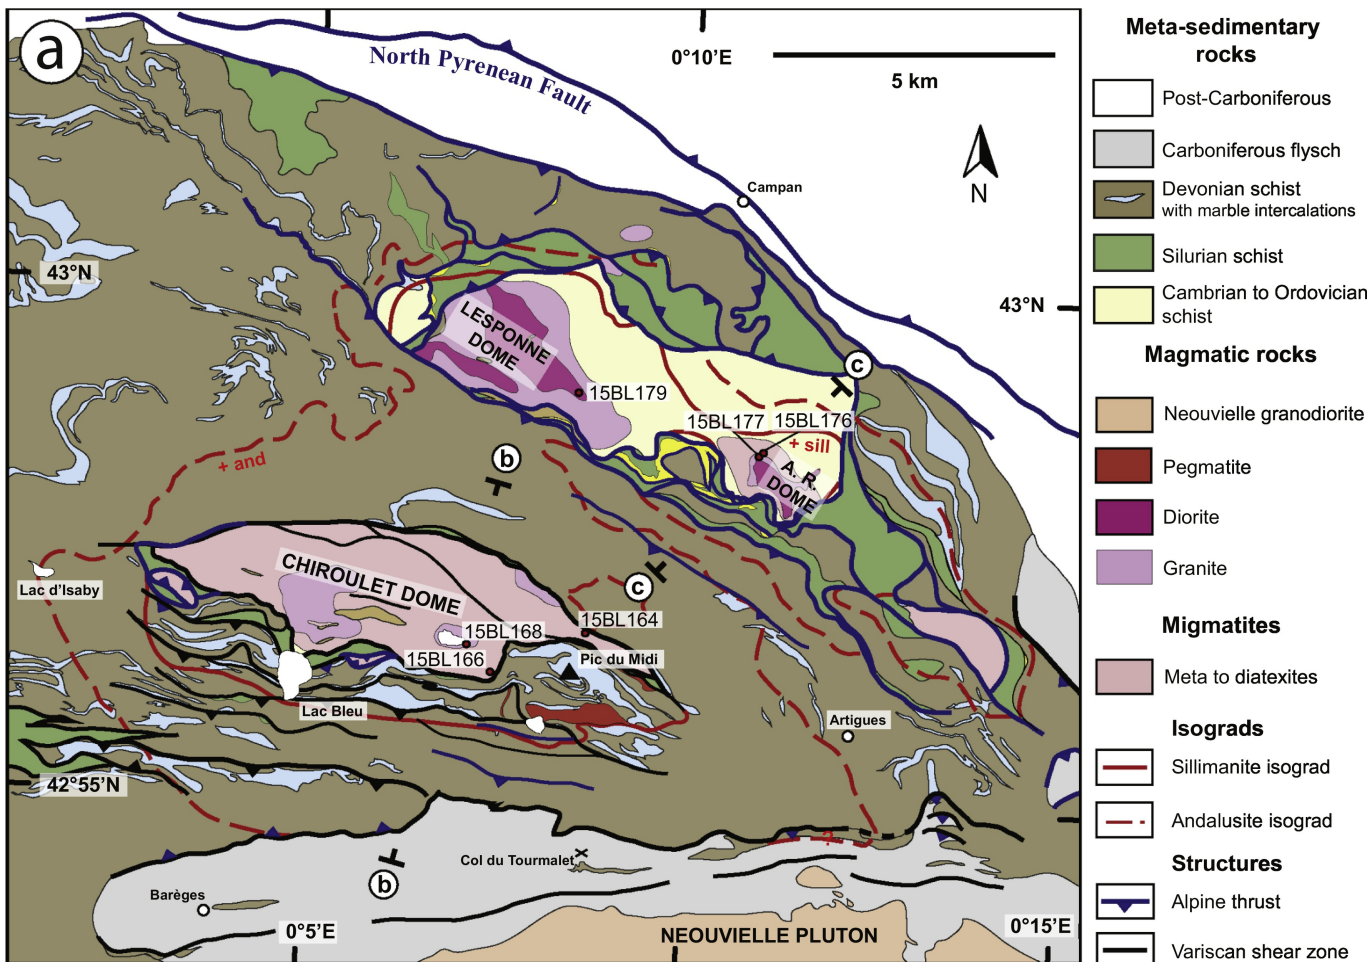 a
North Pyrenean Fault
0°10'E
5 km
N
Campan
43°N
43°N
LESPONNE
DOME
c
15BL179
15BL177
15BL176
+ sill
A. R.
DOME
+ and
b
CHIROULET DOME
Lac d'Isaby
c
15BL168
15BL164
15BL166
Pic du Midi
Lac Bleu
Artigues
42°55'N
?
Col du Tourmalet
b
Barèges
0°5'E
NEOUVIELLE PLUTON
0°15'E
Meta-sedimentary
rocks
Post-Carboniferous
Carboniferous flysch
Devonian schist
with marble intercalations
Silurian schist
Cambrian to Ordovician
schist
Magmatic rocks
Neouvielle granodiorite
Pegmatite
Diorite
Granite
Migmatites
Meta to diatexites
Isograds
Sillimanite isograd
Andalusite isograd
Structures
Alpine thrust
Variscan shear zone